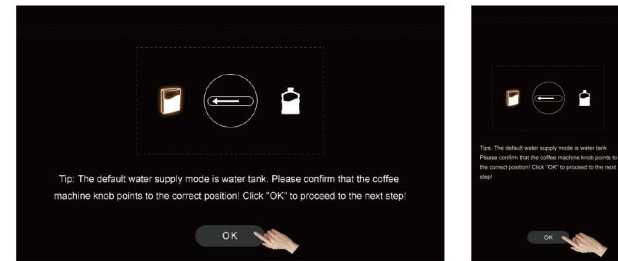 Tip: The default water supply mode is water tank. Please confirm that the coffee
machine knob points to the correct position! Click "OK" to proceed to the next step!
OK
Tips: The default water supply mode is water tank.
Please confirm that the coffee machine knob points to
the correct position! Click "OK" to proceed to the next
step!
OK